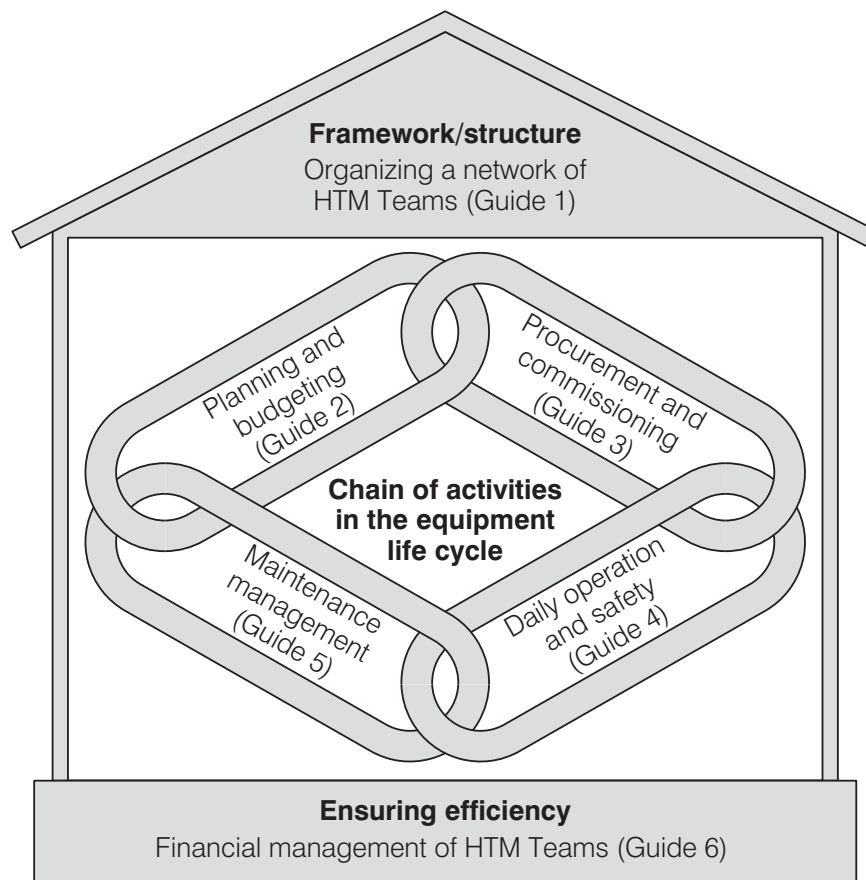 Framework/structure
Organizing a network of
HTM Teams (Guide 1)
Planning and
budgeting
(Guide 2)
Procurement and
commissioning
(Guide 3)
Chain of activities
in the equipment
life cycle
Maintenance
management
(Guide 5)
Daily operation
and safety
(Guide 4)
Ensuring efficiency
Financial management of HTM Teams (Guide 6)